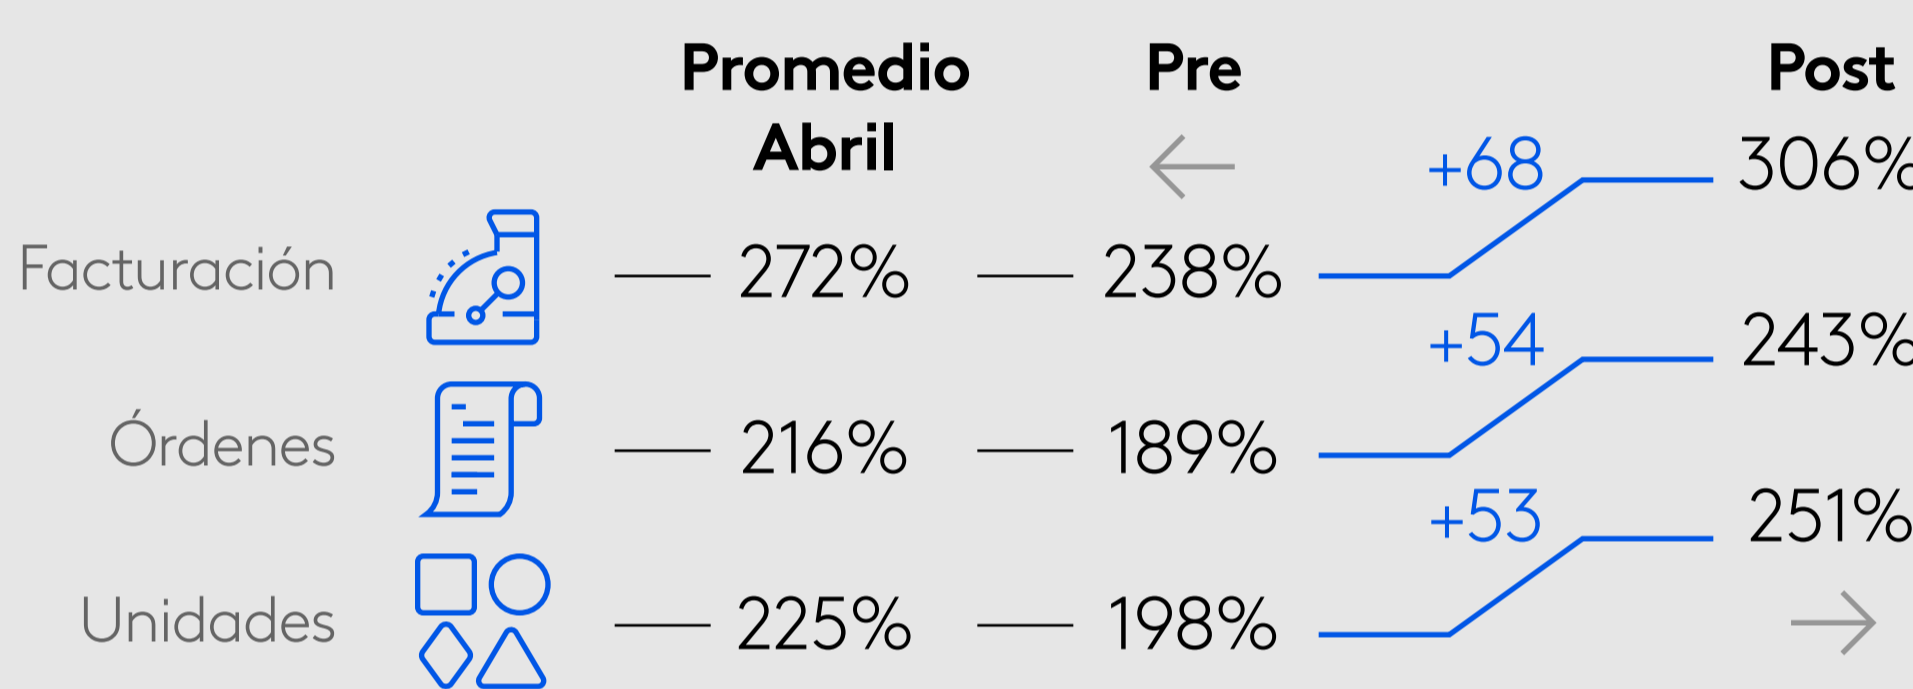 Promedio
Abril
Pre
Post
Facturación
272%
238%
+68
306%
Órdenes
216%
189%
+54
243%
Unidades
225%
198%
+53
251%